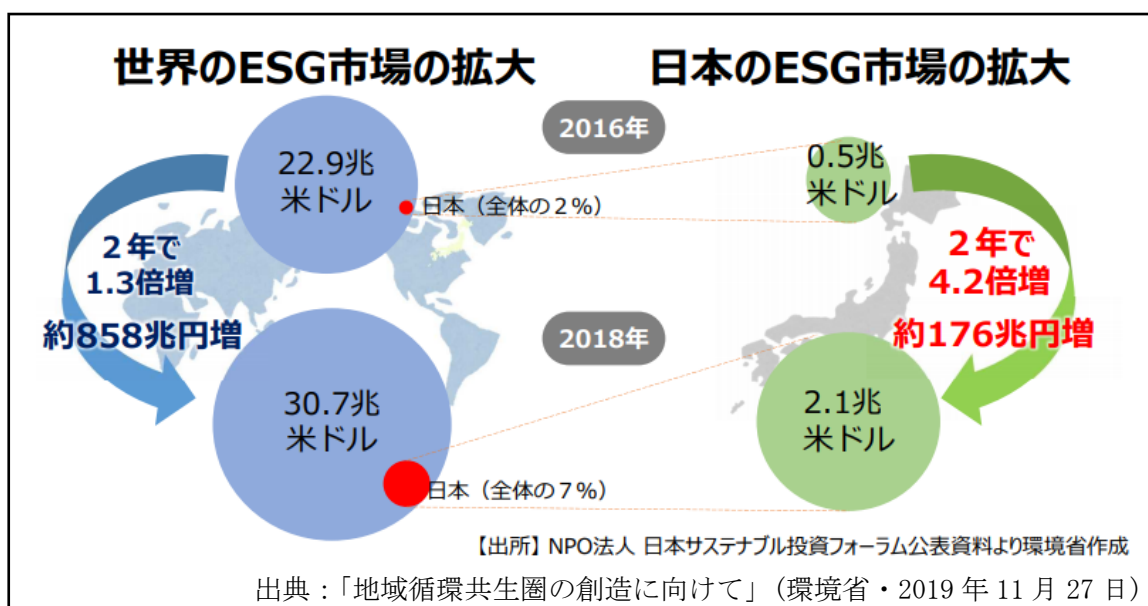 世界のESG市場の拡大
日本のESG市場の拡大
2016年
22.9兆
米ドル
日本（全体の２％）
0.5兆
米ドル
２年で
1.3倍増
約858兆円増
２年で
4.2倍増
約176兆円増
2018年
30.7兆
米ドル
日本（全体の７％）
2.1兆
米ドル
【出所】NPO法人 日本サステナブル投資フォーラム公表資料より環境省作成
出典：「地域循環共生圏の創造に向けて」（環境省・2019 年 11 月 27 日）